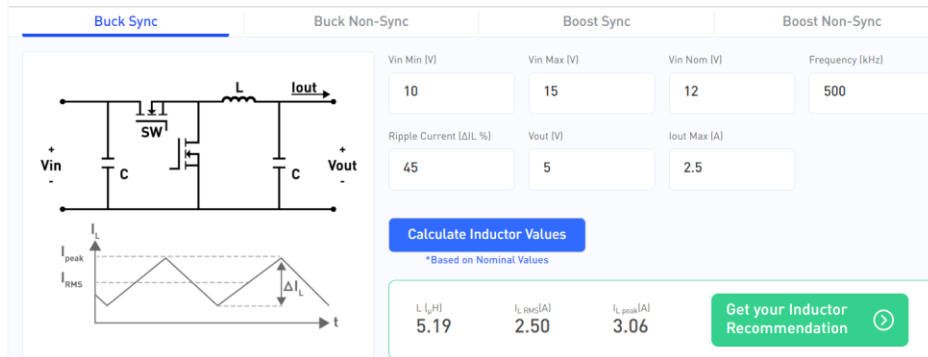 Buck Sync
Buck Non-Sync
Boost Sync
Boost Non-Sync
Vin Min (V)
Vin Max (V)
Vin Nom (V)
Frequency (kHz)
10
15
12
500
Ripple Current (ΔIL %)
Vout (V)
Iout Max (A)
45
5
2.5
Calculate Inductor Values
*Based on Nominal Values
L (µH)
IL RMS(A)
IL peak(A)
5.19
2.50
3.06
Get your Inductor
Recommendation
L
Iout
SW
+
Vin
-
C
C
+
Vout
-
IL
Ipeak
IRMS
ΔIL
t